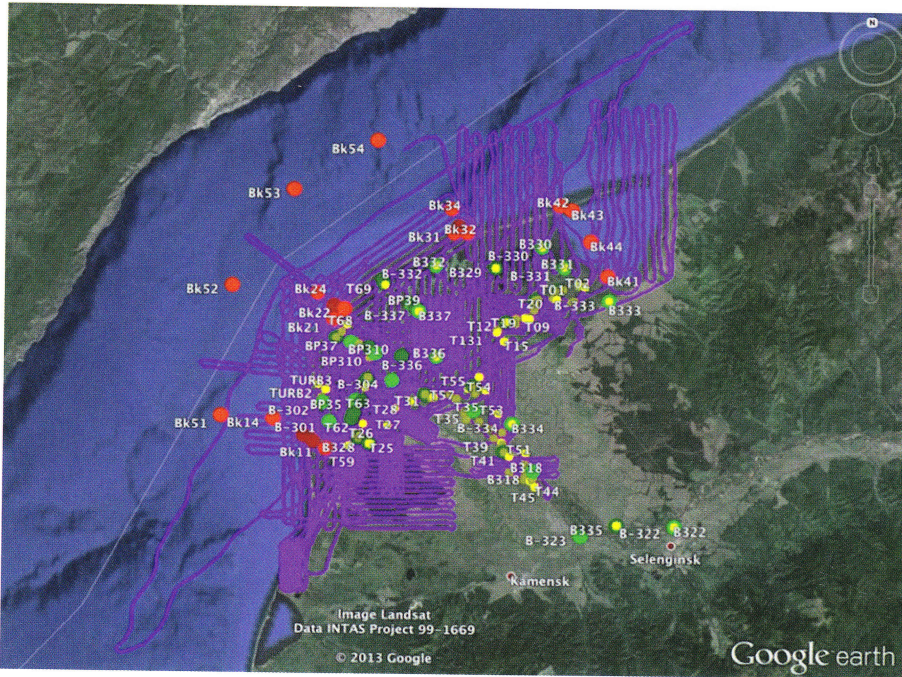 N
Bk54
Bk53
Bk34
Bk42
Bk43
Bk31
Bk32
Bk44
B330
B332
B329
B-330
B-331
B331
Bk41
Bk52
Bk24
T69
B-332
T01
T02
BP39
T20
B-333
B333
Bk22
T68
B-337
B337
Bk21
T12
T19
T09
BP37
BP310
T131
T15
BP310
B336
B-336
TURB3
B-304
T55
T54
TURB2
T57
BP35
T63
T31
Bk51
Bk14
B-302
T28
T35
T53
B-301
T62
T27
T35
B-334
B334
T26
Bk11
B328
T25
T39
T51
T59
T41
B318
B318
T44
T45
B335
B-322
B322
B-323
Selenginsk
Kamensk
Image Landsat
Data INTAS Project 99-1669
© 2013 Google
Google earth